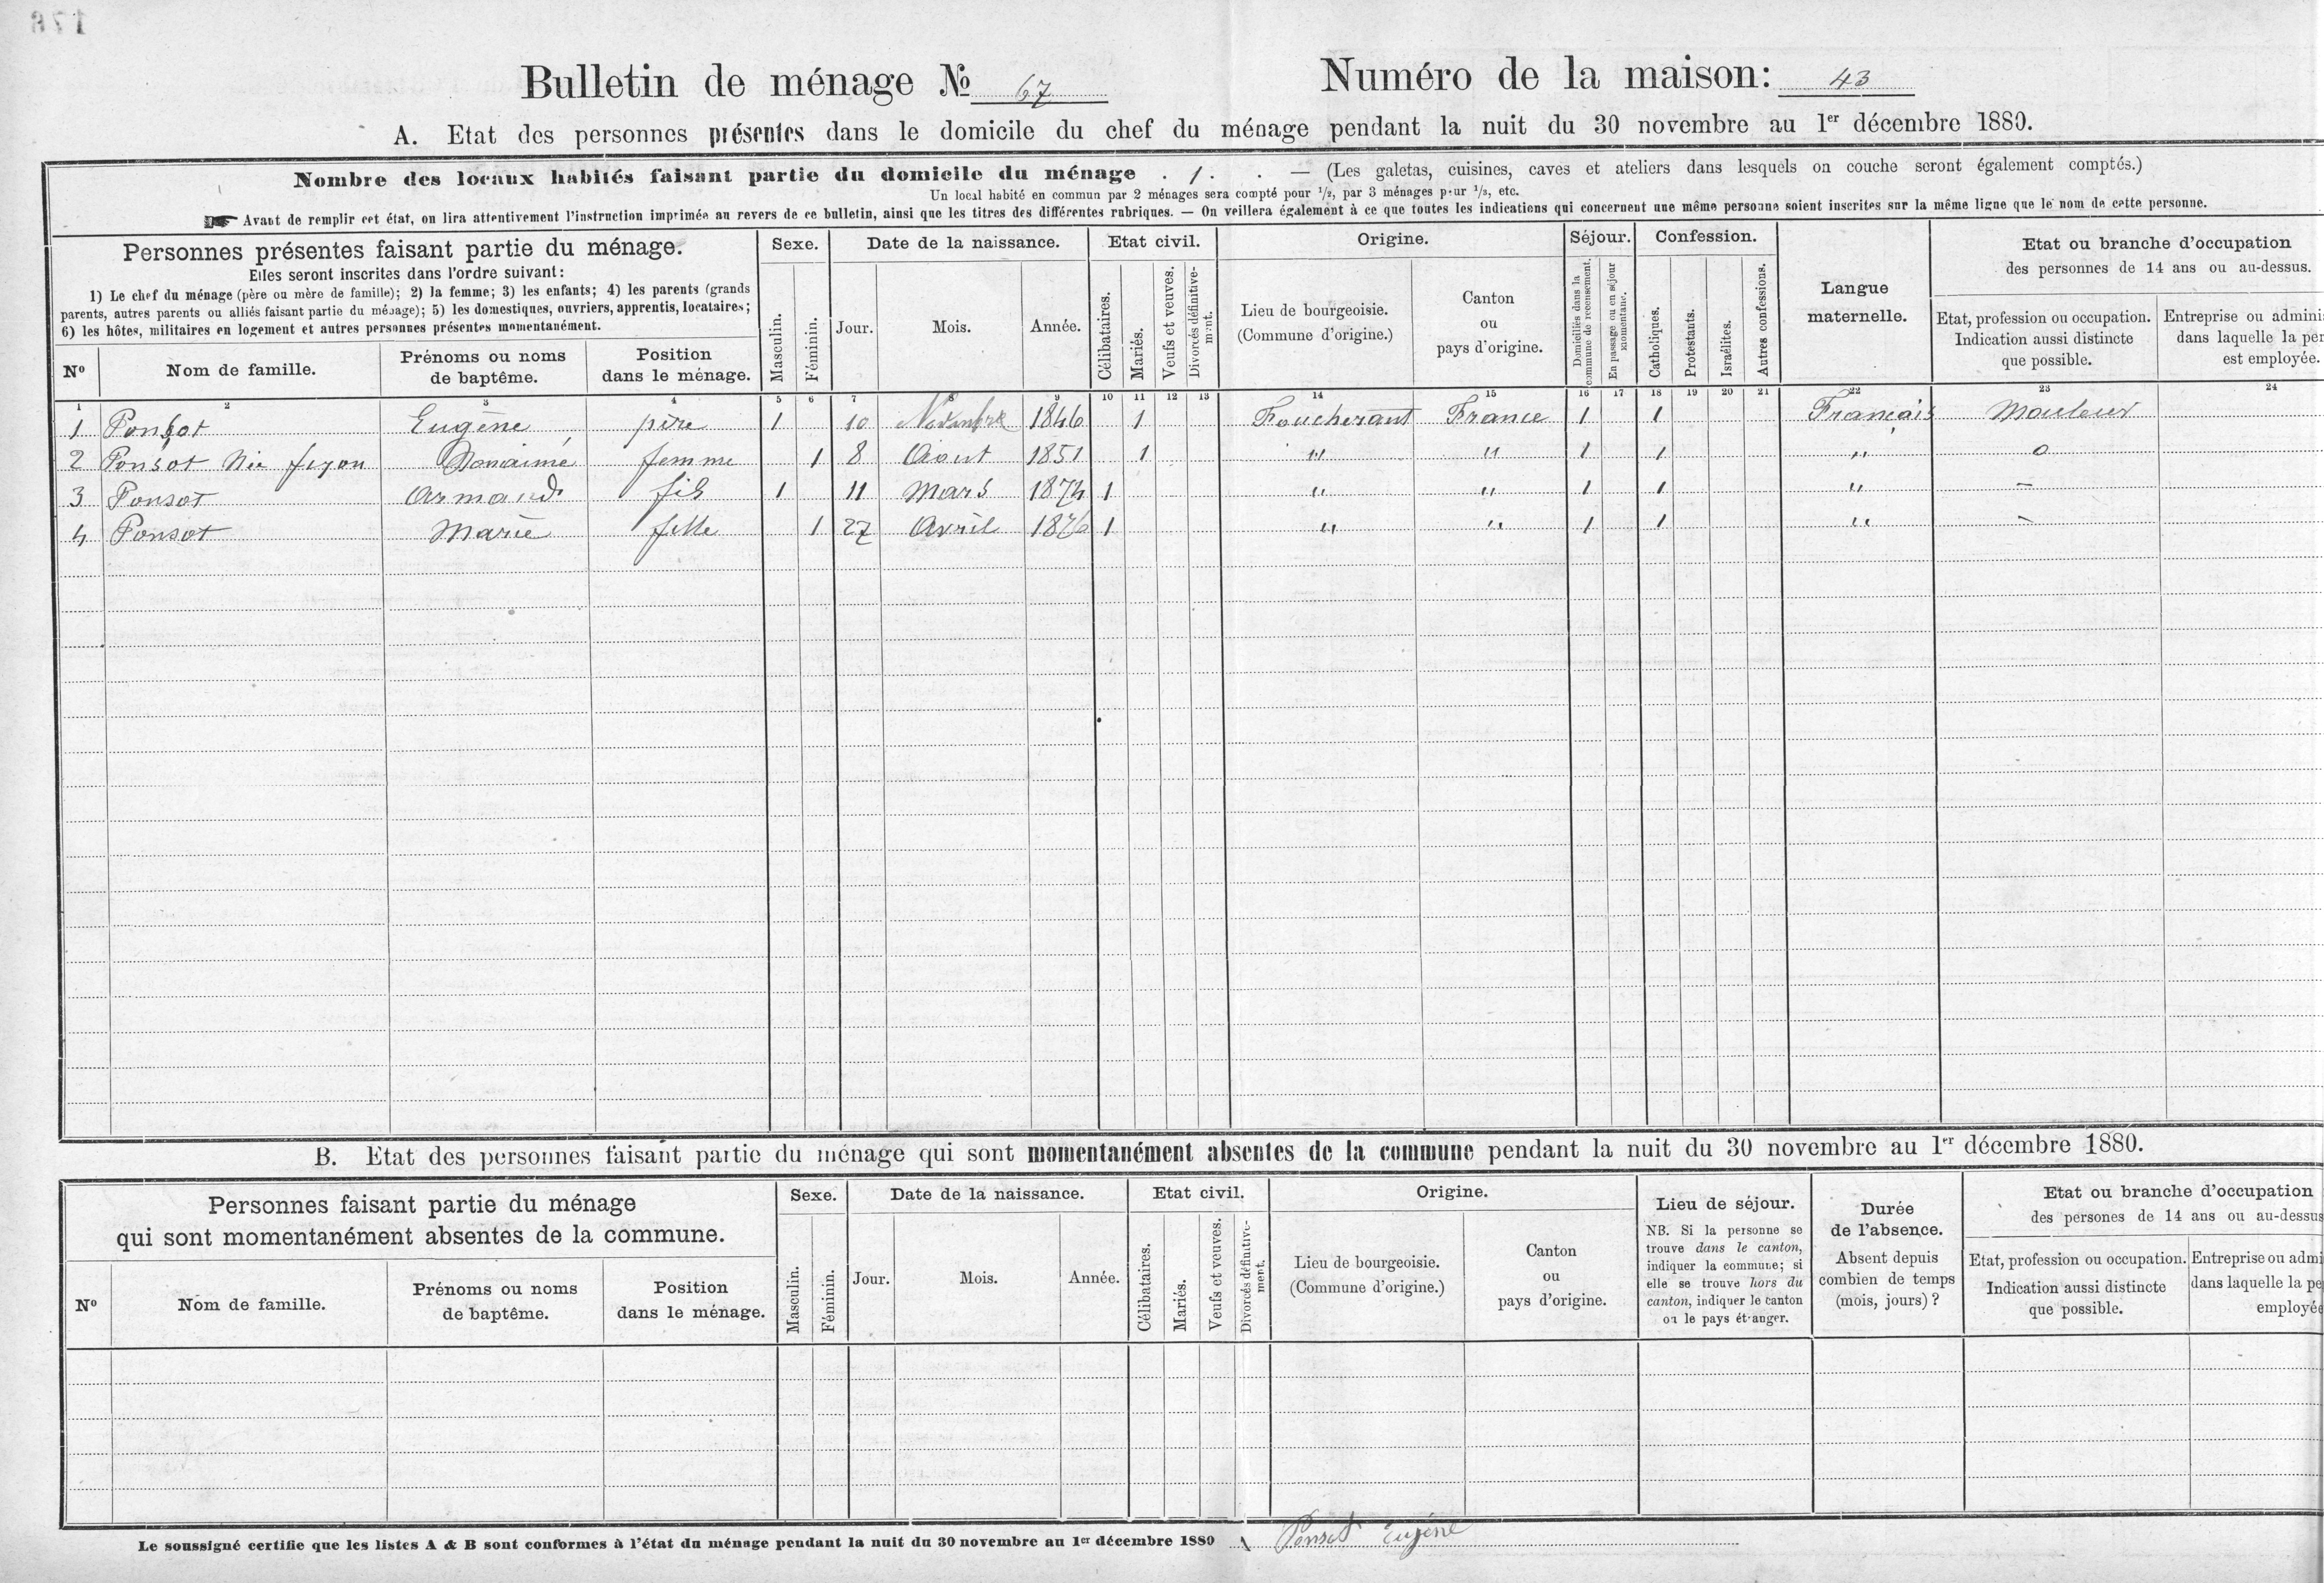 178
Bulletin de ménage № 67 Numéro de la maison: 43
A. Etat des personnes présentes dans le domicile du chef du ménage pendant la nuit du 30 novembre au 1er décembre 1880.
Nombre des locaux habités faisant partie du domicile du ménage . 1 . . — (Les galetas, cuisines, caves et ateliers dans lesquels on couche seront également comptés.)
Un local habité en commun par 2 ménages sera compté pour 1/2, par 3 ménages pour 1/3, etc.
☛ Avant de remplir cet état, on lira attentivement l'instruction imprimée au revers de ce bulletin, ainsi que les titres des différentes rubriques. — On veillera également à ce que toutes les indications qui concernent une même personne soient inscrites sur la même ligne que le nom de cette personne.
Personnes présentes faisant partie du ménage.
Elles seront inscrites dans l'ordre suivant:
1) Le chef du ménage (père ou mère de famille); 2) la femme; 3) les enfants; 4) les parents (grands
parents, autres parents ou alliés faisant partie du ménage); 5) les domestiques, ouvriers, apprentis, locataires;
6) les hôtes, militaires en logement et autres personnes présentes momentanément.
Nº
Nom de famille.
Prénoms ou noms
de baptême.
Position
dans le ménage.
Sexe.
Masculin.
Féminin.
Date de la naissance.
Jour.
Mois.
Année.
Etat civil.
Célibataires.
Mariés.
Veufs et veuves.
Divorcés définitive-
ment.
Origine.
Lieu de bourgeoisie.
(Commune d'origine.)
Canton
ou
pays d'origine.
Séjour.
Domiciliés dans la
commune de recensement.
En passage ou en séjour
momentané.
Confession.
Catholiques.
Protestants.
Israélites.
Autres confessions.
Langue
maternelle.
Etat ou branche d'occupation
des personnes de 14 ans ou au-dessus.
Etat, profession ou occupation.
Indication aussi distincte
que possible.
Entreprise ou admini
dans laquelle la per
est employée.
1 2 3 4 5 6 7 8 9 10 11 12 13 14 15 16 17 18 19 20 21 22 23 24
1 Ponsot Eugène père 1 10 Novembre 1846 1 Foucherant France 1 1 Français Mouleur
2 Ponsot Née femme 1 8 Aout 1851 1 " " 1 1 " o
3 Ponsot Armand fils 1 11 Mars 1874 1 " " 1 1 " –
4 Ponsot Marie fille 1 27 Avril 1876 1 " " 1 1 " –
B. Etat des personnes faisant partie du ménage qui sont momentanément absentes de la commune pendant la nuit du 30 novembre au 1er décembre 1880.
Personnes faisant partie du ménage
qui sont momentanément absentes de la commune.
Nº
Nom de famille.
Prénoms ou noms
de baptême.
Position
dans le ménage.
Sexe.
Masculin.
Féminin.
Date de la naissance.
Jour.
Mois.
Année.
Etat civil.
Célibataires.
Mariés.
Veufs et veuves.
Divorcés définitive-
ment.
Origine.
Lieu de bourgeoisie.
(Commune d'origine.)
Canton
ou
pays d'origine.
Lieu de séjour.
NB. Si la personne se
trouve dans le canton,
indiquer la commune; si
elle se trouve hors du
canton, indiquer le canton
ou le pays étranger.
Durée
de l'absence.
Absent depuis
combien de temps
(mois, jours) ?
Etat ou branche d'occupation
des persones de 14 ans ou au-dessus
Etat, profession ou occupation.
Indication aussi distincte
que possible.
Entreprise ou admi
dans laquelle la pe
employée
Le soussigné certifie que les listes A & B sont conformes à l'état du ménage pendant la nuit du 30 novembre au 1er décembre 1880 Ponsot Eugène